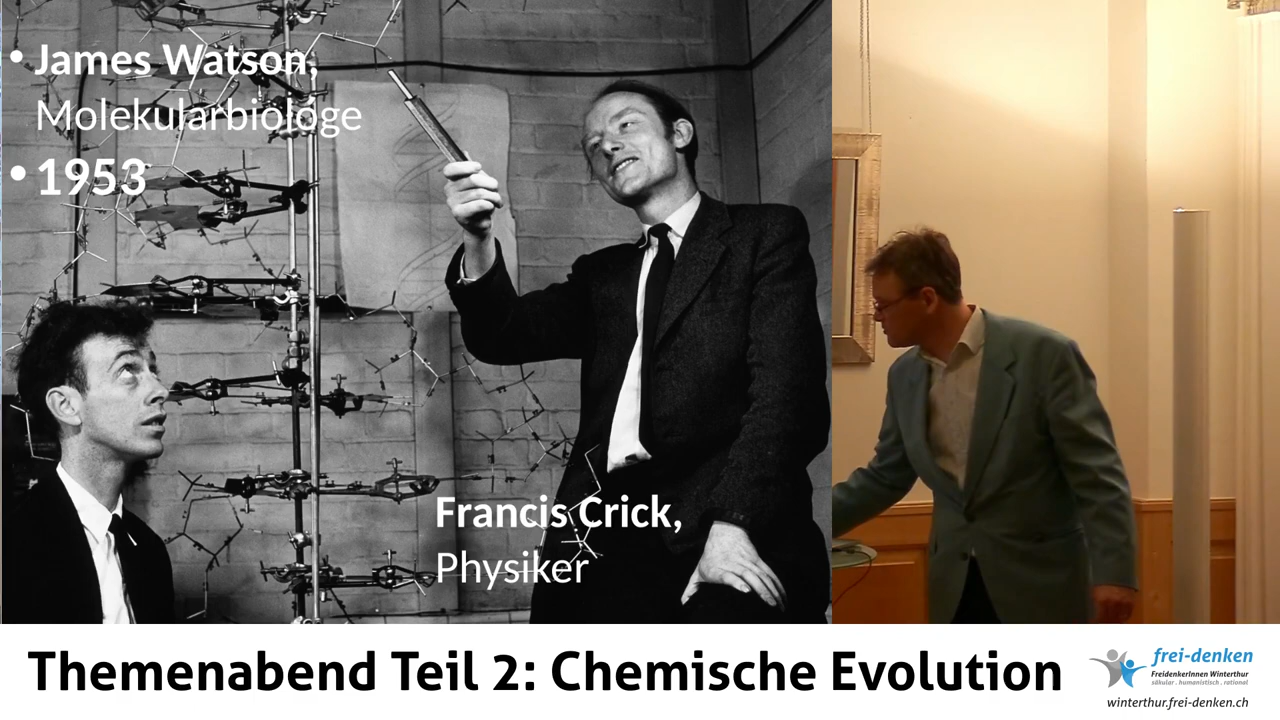 • James Watson,
Molekularbiologe
• 1953
Francis Crick,
Physiker
Themenabend Teil 2: Chemische Evolution
frei-denken
FreidenkerInnen Winterthur
säkular . humanistisch . rational
winterthur.frei-denken.ch